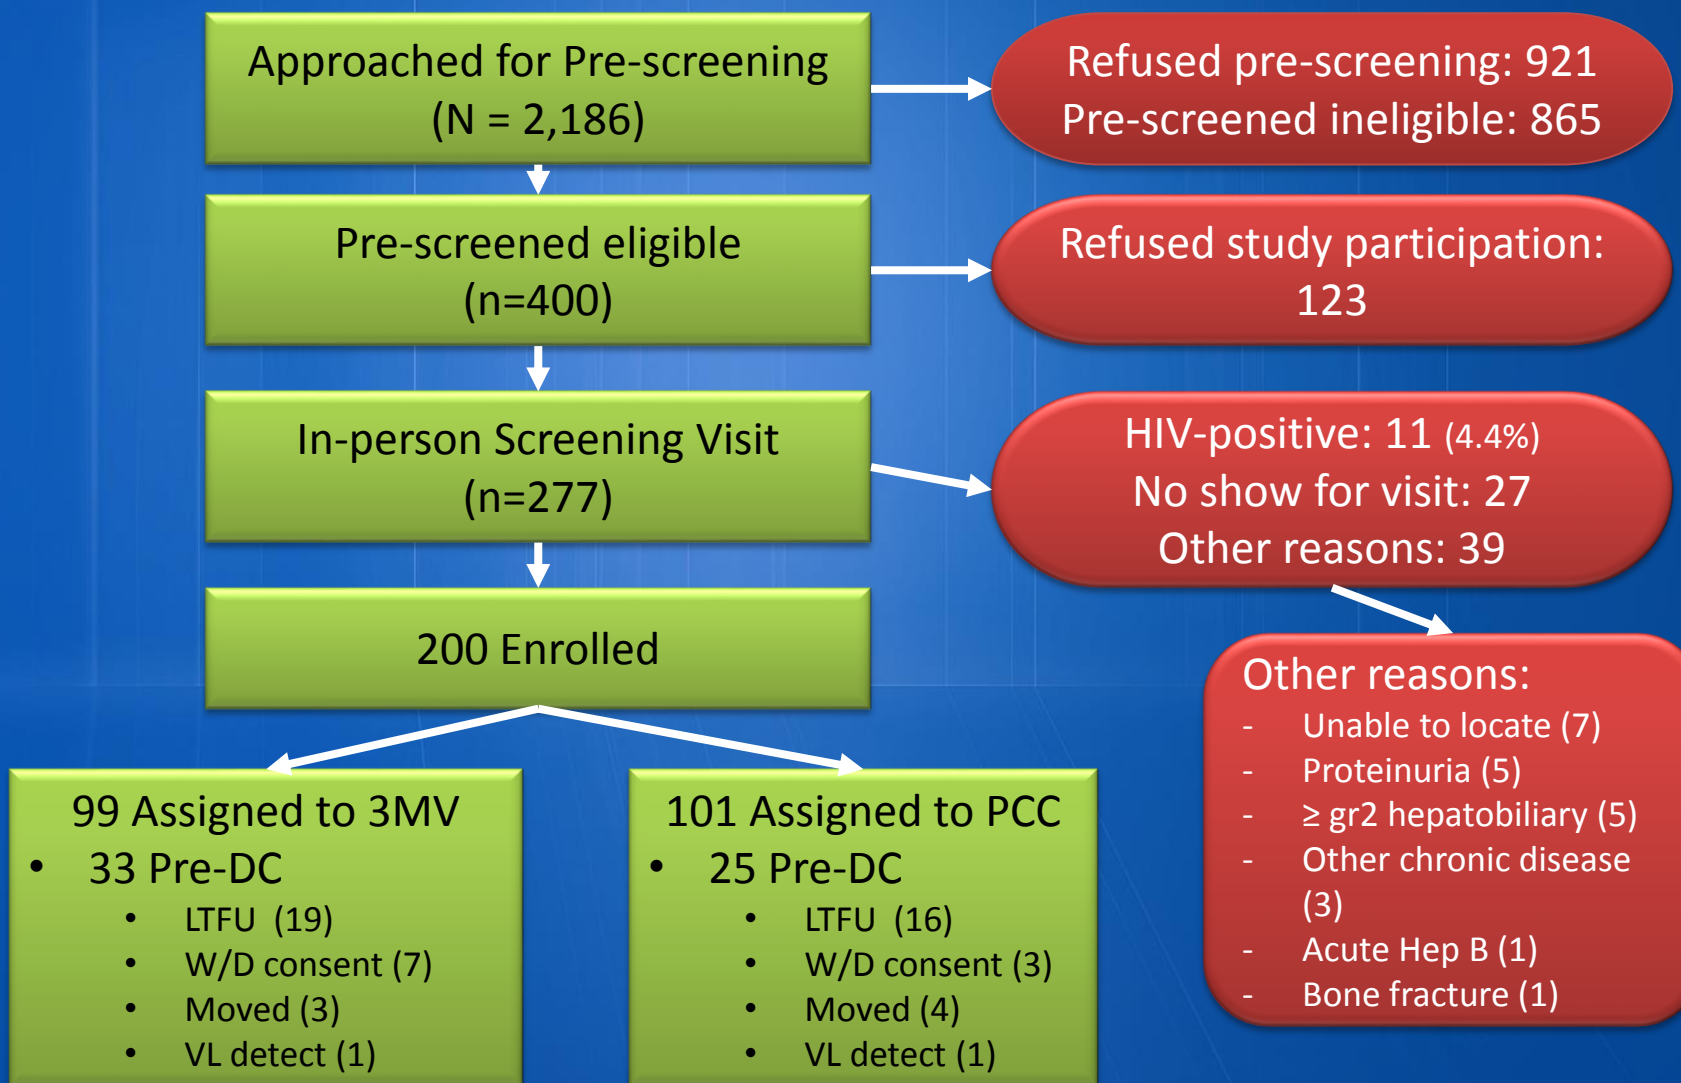 Approached for Pre-screening
(N = 2,186)
Refused pre-screening: 921
Pre-screened ineligible: 865
Pre-screened eligible
(n=400)
Refused study participation:
123
In-person Screening Visit
(n=277)
HIV-positive: 11 (4.4%)
No show for visit: 27
Other reasons: 39
200 Enrolled
Other reasons:
- Unable to locate (7)
- Proteinuria (5)
- ≥ gr2 hepatobiliary (5)
- Other chronic disease
(3)
- Acute Hep B (1)
- Bone fracture (1)
99 Assigned to 3MV
• 33 Pre-DC
• LTFU (19)
• W/D consent (7)
• Moved (3)
• VL detect (1)
101 Assigned to PCC
• 25 Pre-DC
• LTFU (16)
• W/D consent (3)
• Moved (4)
• VL detect (1)